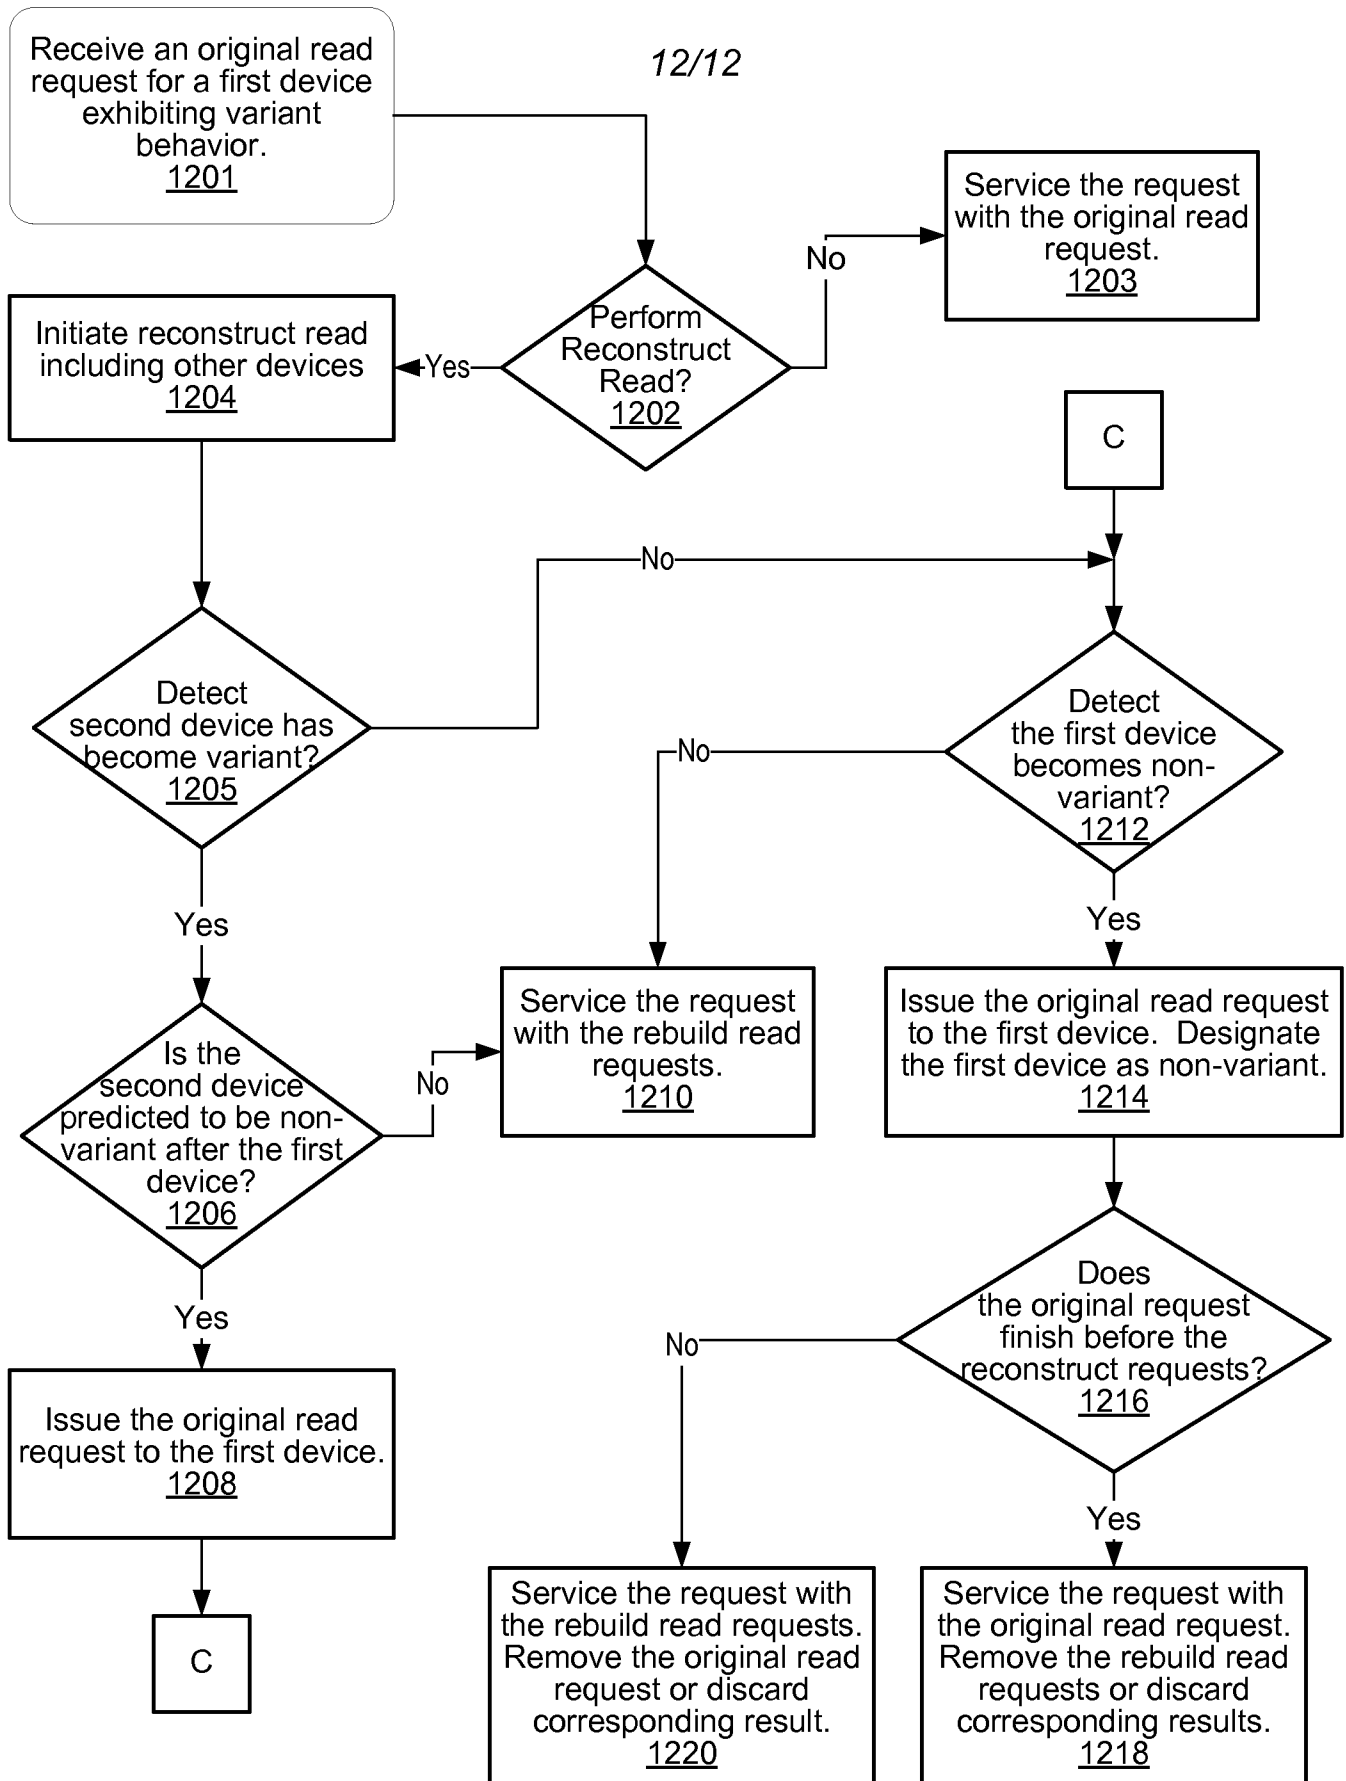 12/12
Receive an original read
request for a first device
exhibiting variant
behavior.
1201
Service the request
with the original read
request.
1203
No
Perform
Reconstruct
Read?
1202
Yes
Initiate reconstruct read
including other devices
1204
C
No
Detect
second device has
become variant?
1205
Detect
the first device
becomes non-
variant?
1212
No
Yes
Yes
Is the
second device
predicted to be non-
variant after the first
device?
1206
No
Service the request
with the rebuild read
requests.
1210
Issue the original read request
to the first device.  Designate
the first device as non-variant.
1214
Yes
Does
the original request
finish before the
reconstruct requests?
1216
No
Issue the original read
request to the first device.
1208
Yes
C
Service the request with
the rebuild read requests.
Remove the original read
request or discard
corresponding result.
1220
Service the request with
the original read request.
Remove the rebuild read
requests or discard
corresponding results.
1218